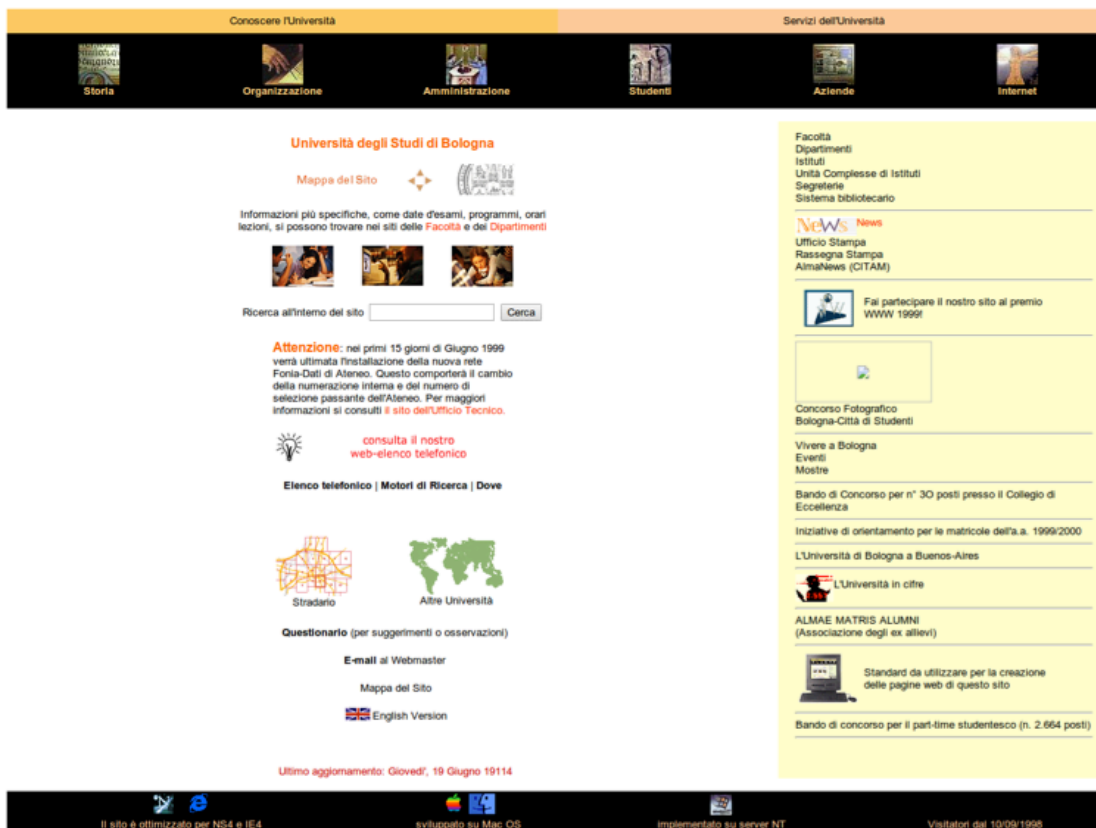 Conoscere l'Università
Servizi dell'Università
Storia
Organizzazione
Amministrazione
Studenti
Aziende
Internet
Università degli Studi di Bologna
Mappa del Sito
Informazioni più specifiche, come date d'esami, programmi, orari
lezioni, si possono trovare nei siti delle Facoltà e dei Dipartimenti
Ricerca all'interno del sito
Cerca
Attenzione: nei primi 15 giorni di Giugno 1999
verrà ultimata l'installazione della nuova rete
Fonia-Dati di Ateneo. Questo comporterà il cambio
della numerazione interna e del numero di
selezione passante dell'Ateneo. Per maggiori
informazioni si consulti il sito dell'Ufficio Tecnico.
consulta il nostro
web-elenco telefonico
Elenco telefonico | Motori di Ricerca | Dove
Stradario
Altre Università
Questionario (per suggerimenti o osservazioni)
E-mail al Webmaster
Mappa del Sito
English Version
Ultimo aggiornamento: Giovedi', 19 Giugno 19114
Facoltà
Dipartimenti
Istituti
Unità Complesse di Istituti
Segreterie
Sistema bibliotecario
NeWs News
Ufficio Stampa
Rassegna Stampa
AlmaNews (CITAM)
Fai partecipare il nostro sito al premio
WWW 1999!
Concorso Fotografico
Bologna-Città di Studenti
Vivere a Bologna
Eventi
Mostre
Bando di Concorso per n° 3O posti presso il Collegio di
Eccellenza
Iniziative di orientamento per le matricole dell'a.a. 1999/2000
L'Università di Bologna a Buenos-Aires
L'Università in cifre
ALMAE MATRIS ALUMNI
(Associazione degli ex allievi)
Standard da utilizzare per la creazione
delle pagine web di questo sito
Bando di concorso per il part-time studentesco (n. 2.664 posti)
Il sito è ottimizzato per NS4 e IE4
sviluppato su Mac OS
implementato su server NT
Visitatori dal 10/09/1998